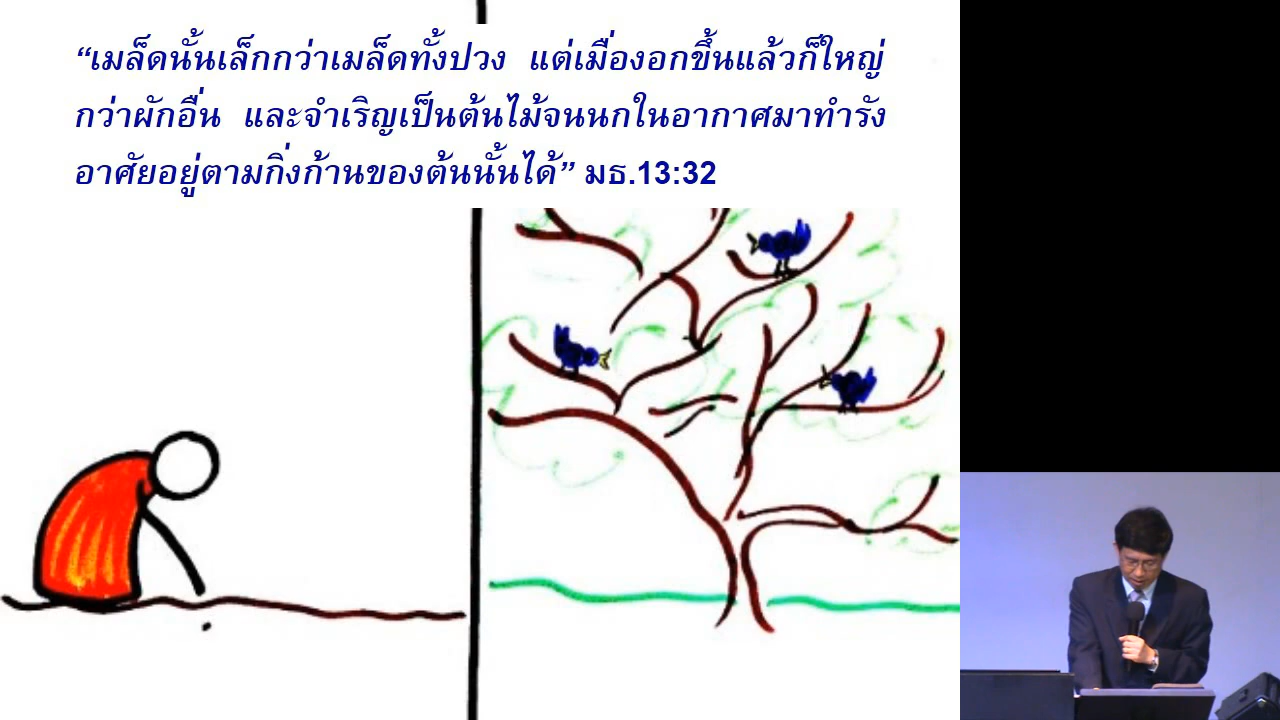 “เมล็ดนั้นเล็กกว่าเมล็ดทั้งปวง แต่เมื่องอกขึ้นแล้วก็ใหญ่
กว่าผักอื่น และจำเริญเป็นต้นไม้จนนกในอากาศมาทำรัง
อาศัยอยู่ตามกิ่งก้านของต้นนั้นได้” มธ.13:32